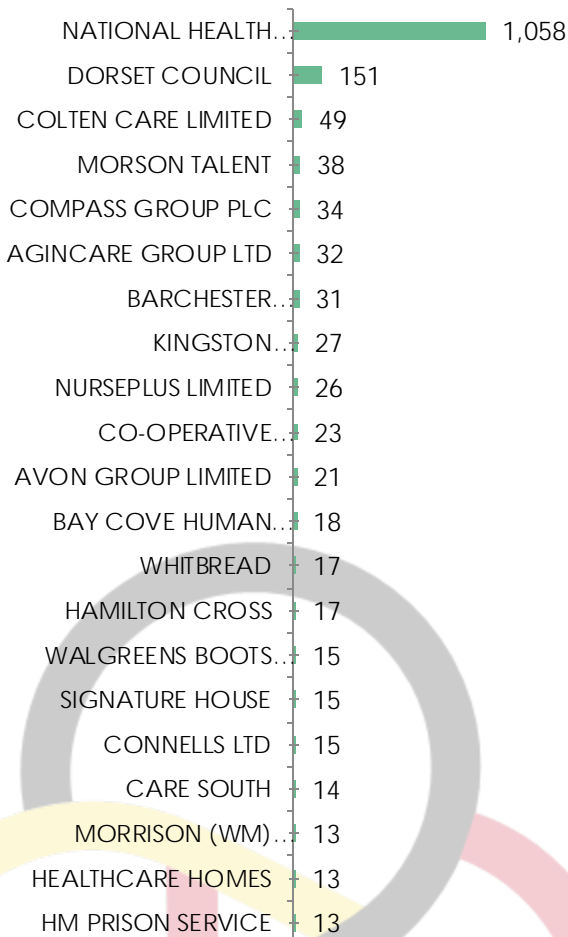 NATIONAL HEALTH... 1,058
DORSET COUNCIL 151
COLTEN CARE LIMITED 49
MORSON TALENT 38
COMPASS GROUP PLC 34
AGINCARE GROUP LTD 32
BARCHESTER... 31
KINGSTON... 27
NURSEPLUS LIMITED 26
CO-OPERATIVE... 23
AVON GROUP LIMITED 21
BAY COVE HUMAN... 18
WHITBREAD 17
HAMILTON CROSS 17
WALGREENS BOOTS... 15
SIGNATURE HOUSE 15
CONNELLS LTD 15
CARE SOUTH 14
MORRISON (WM)... 13
HEALTHCARE HOMES 13
HM PRISON SERVICE 13